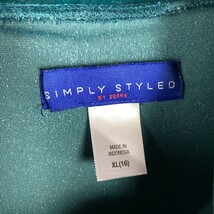 SIMPLY STYLED
BY SEARS
MADE IN
INDONESIA
XL(16)